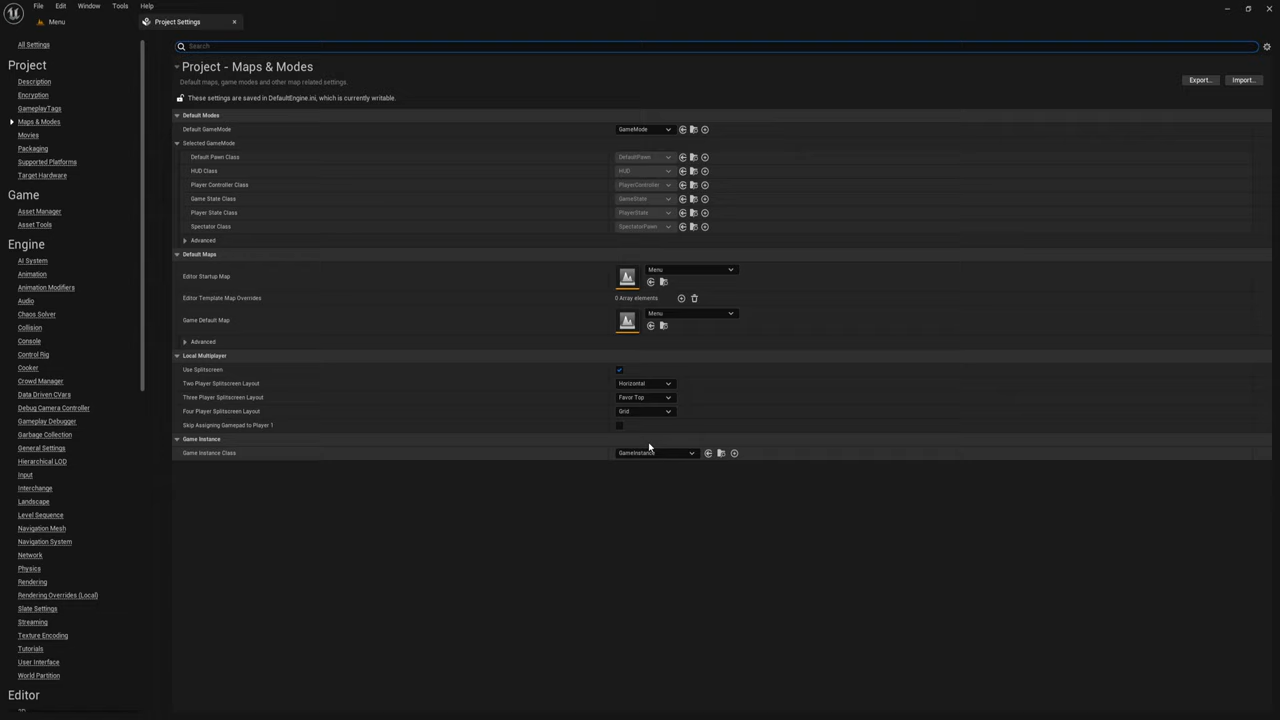 File Edit Window Tools Help
Menu
Project Settings
All Settings
Project
Description
Encryption
GameplayTags
Maps & Modes
Movies
Packaging
Supported Platforms
Target Hardware
Game
Asset Manager
Asset Tools
Engine
AI System
Animation
Animation Modifiers
Audio
Chaos Solver
Collision
Console
Control Rig
Cooker
Crowd Manager
Data Driven CVars
Debug Camera Controller
Gameplay Debugger
Garbage Collection
General Settings
Hierarchical LOD
Input
Interchange
Landscape
Level Sequence
Navigation Mesh
Navigation System
Network
Physics
Rendering
Rendering Overrides (Local)
Slate Settings
Streaming
Texture Encoding
Tutorials
User Interface
World Partition
Editor
Search
Project - Maps & Modes
Default maps, game modes and other map related settings.
Export...
Import...
These settings are saved in DefaultEngine.ini, which is currently writable.
Default Modes
Default GameMode GameMode
Selected GameMode
Default Pawn Class DefaultPawn
HUD Class HUD
Player Controller Class PlayerController
Game State Class GameState
Player State Class PlayerState
Spectator Class SpectatorPawn
Advanced
Default Maps
Editor Startup Map Menu
Editor Template Map Overrides 0 Array elements
Game Default Map Menu
Advanced
Local Multiplayer
Use Splitscreen
Two Player Splitscreen Layout Horizontal
Three Player Splitscreen Layout Favor Top
Four Player Splitscreen Layout Grid
Skip Assigning Gamepad to Player 1
Game Instance
Game Instance Class GameInstance